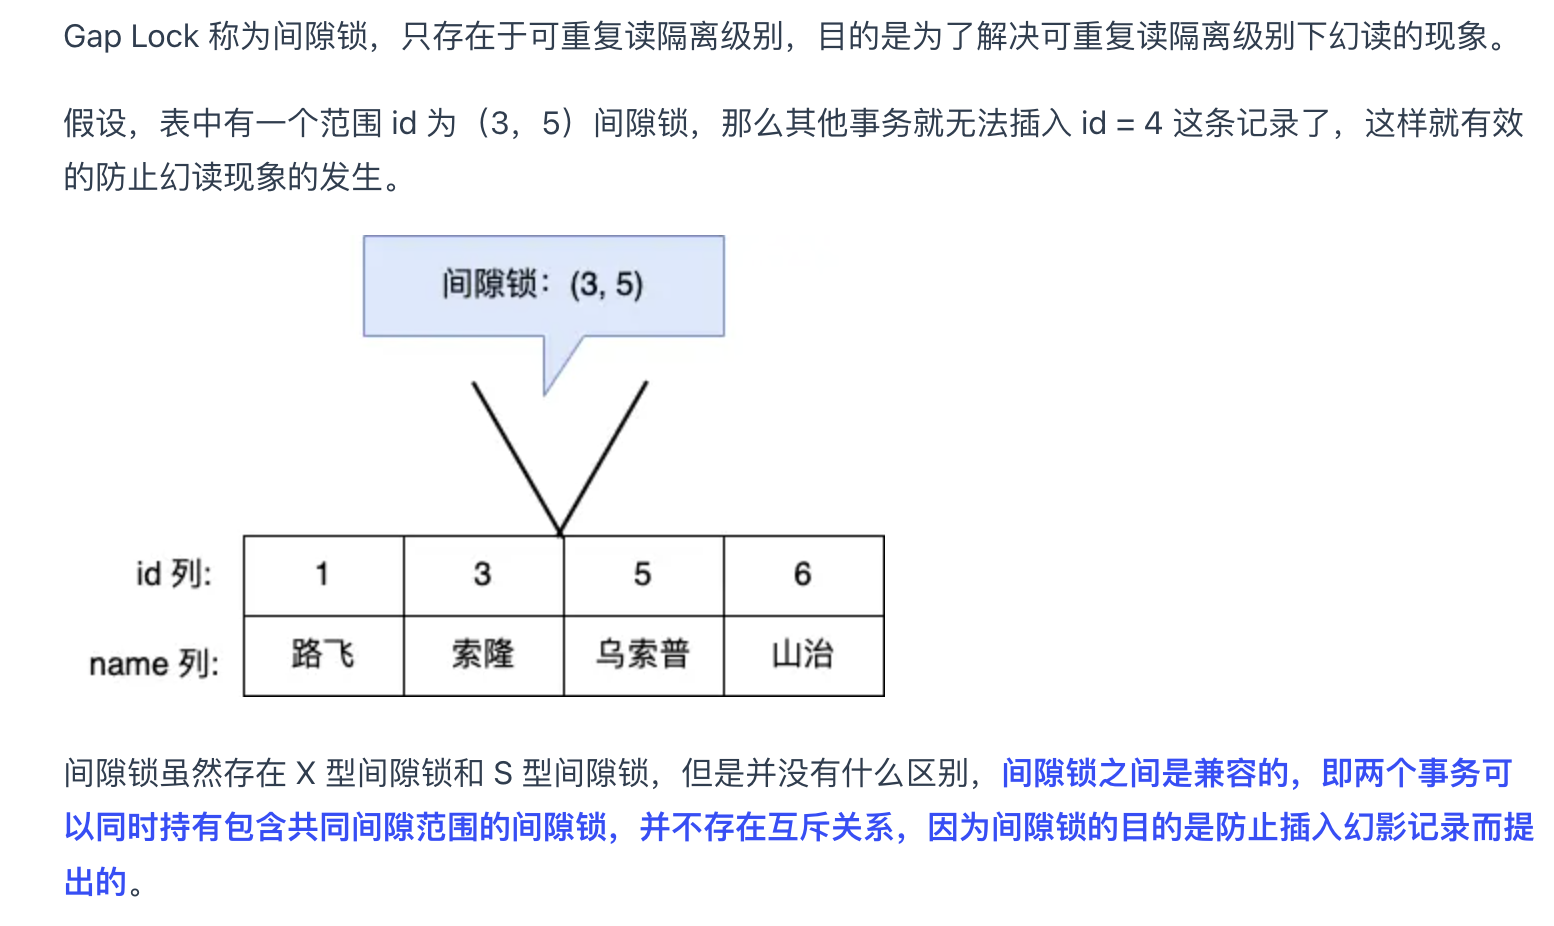 Gap Lock 称为间隙锁，只存在于可重复读隔离级别，目的是为了解决可重复读隔离级别下幻读的现象。
假设，表中有一个范围 id 为（3，5）间隙锁，那么其他事务就无法插入 id = 4 这条记录了，这样就有效
的防止幻读现象的发生。
间隙锁：(3, 5)
id 列: 1 3 5 6
name 列: 路飞 索隆 乌索普 山治
间隙锁虽然存在 X 型间隙锁和 S 型间隙锁，但是并没有什么区别，间隙锁之间是兼容的，即两个事务可
以同时持有包含共同间隙范围的间隙锁，并不存在互斥关系，因为间隙锁的目的是防止插入幻影记录而提
出的。